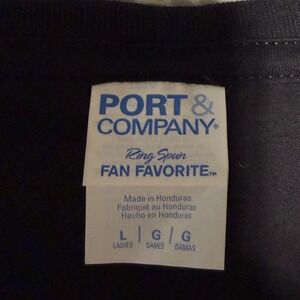 PORT &
COMPANY®
Ring Spun
FAN FAVORITE™
Made in Honduras
Fabriqué au Honduras
Hecho en Honduras
L / G / G
LADIES DAMES DAMAS